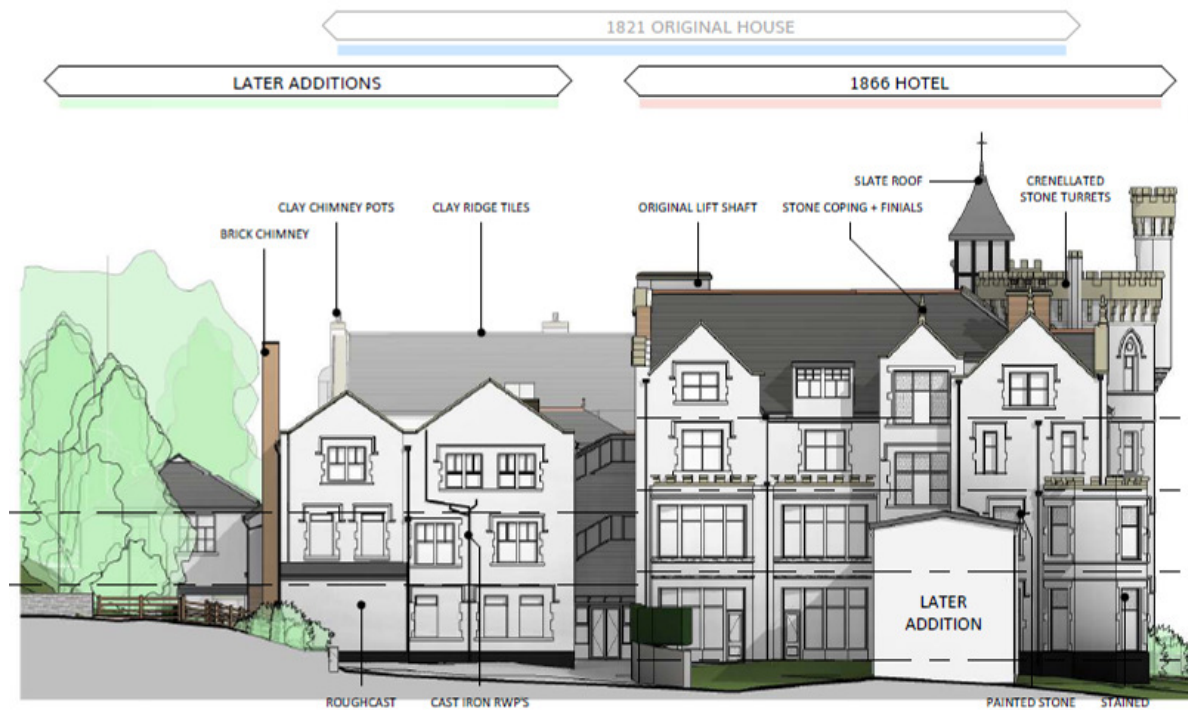 1821 ORIGINAL HOUSE
LATER ADDITIONS
1866 HOTEL
SLATE ROOF
CRENELLATED
STONE TURRETS
CLAY CHIMNEY POTS
CLAY RIDGE TILES
ORIGINAL LIFT SHAFT
STONE COPING + FINIALS
BRICK CHIMNEY
LATER
ADDITION
ROUGHCAST
CAST IRON RWP'S
PAINTED STONE
STAINED